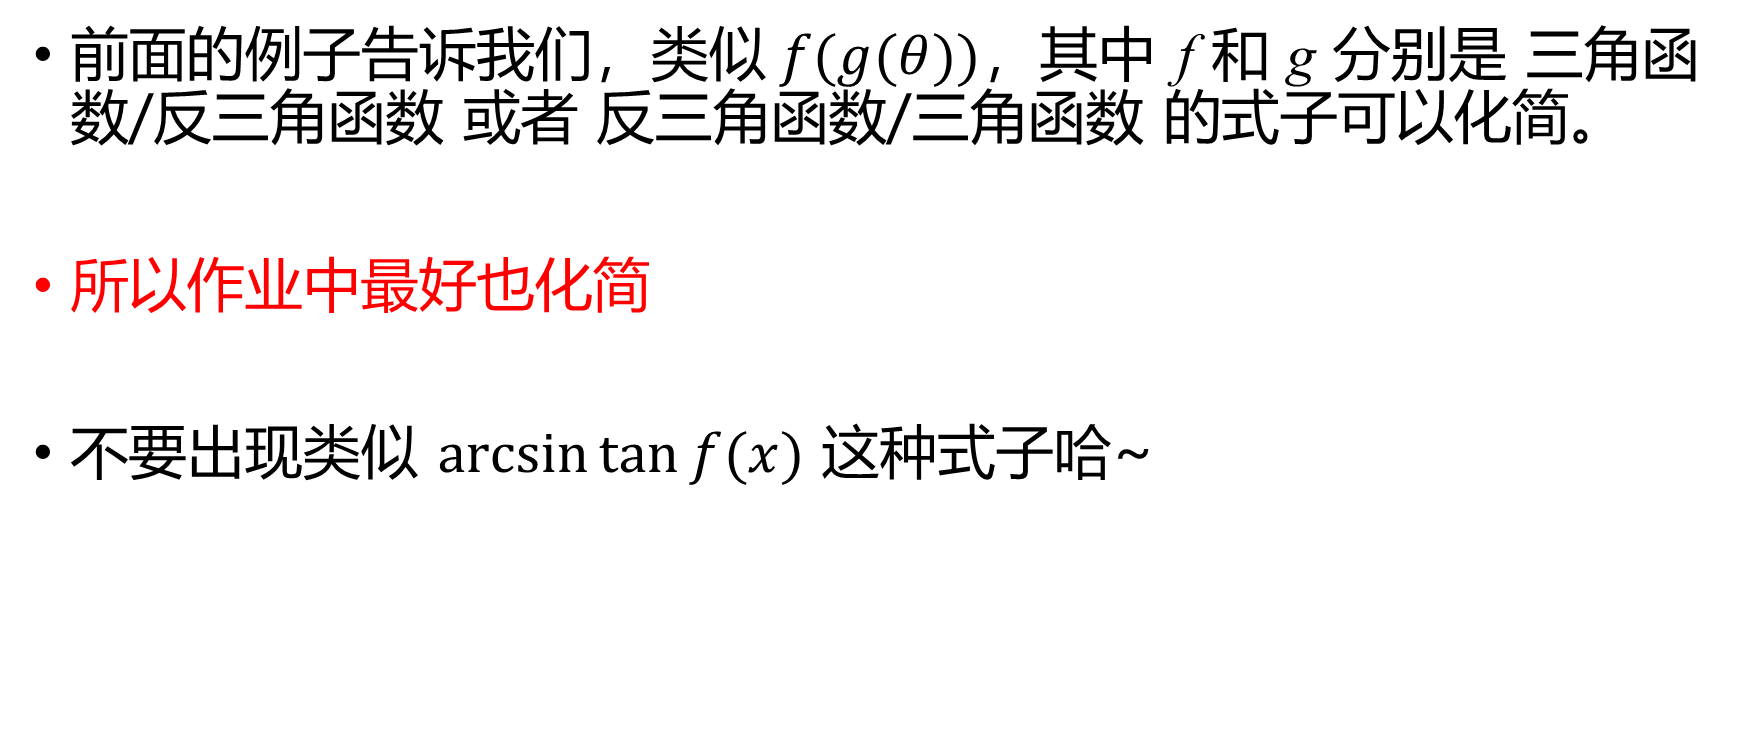 • 前面的例子告诉我们，类似 f(g(θ))，其中 f 和 g 分别是 三角函
数/反三角函数 或者 反三角函数/三角函数 的式子可以化简。
• 所以作业中最好也化简
• 不要出现类似 arcsin tan f(x) 这种式子哈~